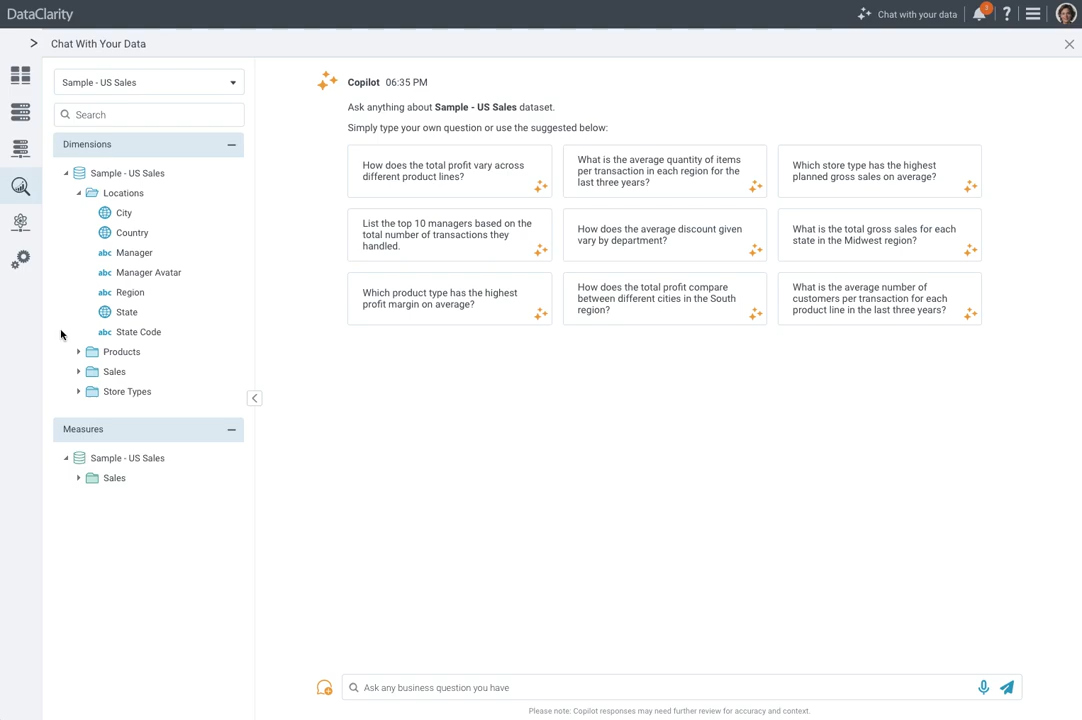 DataClarity
Chat with your data
5
?
Chat With Your Data
Sample - US Sales
Search
Dimensions
Sample - US Sales
Locations
City
Country
abc Manager
abc Manager Avatar
abc Region
State
abc State Code
Products
Sales
Store Types
Measures
Sample - US Sales
Sales
Copilot 06:35 PM
Ask anything about Sample - US Sales dataset.
Simply type your own question or use the suggested below:
How does the total profit vary across
different product lines?
What is the average quantity of items
per transaction in each region for the
last three years?
Which store type has the highest
planned gross sales on average?
List the top 10 managers based on the
total number of transactions they
handled.
How does the average discount given
vary by department?
What is the total gross sales for each
state in the Midwest region?
Which product type has the highest
profit margin on average?
How does the total profit compare
between different cities in the South
region?
What is the average number of
customers per transaction for each
product line in the last three years?
Ask any business question you have
Please note: Copilot responses may need further review for accuracy and context.